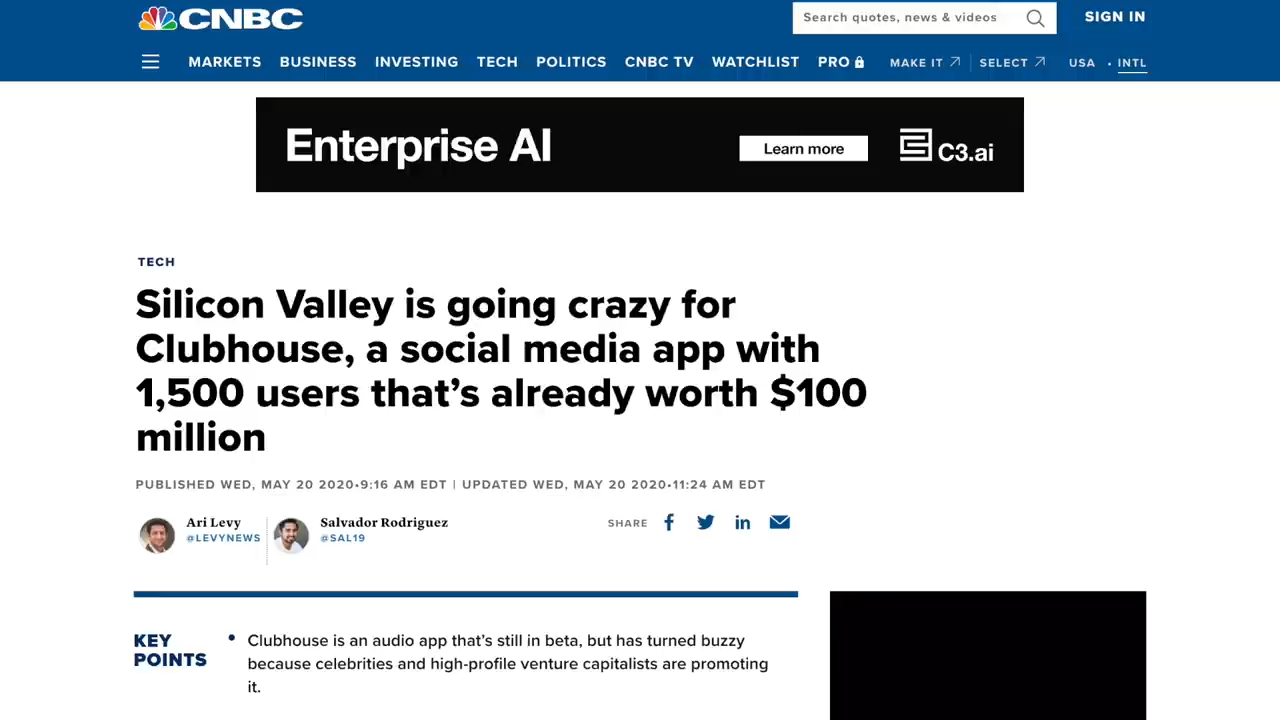 CNBC
Search quotes, news & videos
SIGN IN
MARKETS BUSINESS INVESTING TECH POLITICS CNBC TV WATCHLIST PRO MAKE IT SELECT USA • INTL
Enterprise AI
Learn more
C3.ai
TECH
Silicon Valley is going crazy for
Clubhouse, a social media app with
1,500 users that’s already worth $100
million
PUBLISHED WED, MAY 20 2020•9:16 AM EDT | UPDATED WED, MAY 20 2020•11:24 AM EDT
Ari Levy
@LEVYNEWS
Salvador Rodriguez
@SAL19
SHARE
KEY
POINTS
• Clubhouse is an audio app that’s still in beta, but has turned buzzy
because celebrities and high-profile venture capitalists are promoting
it.